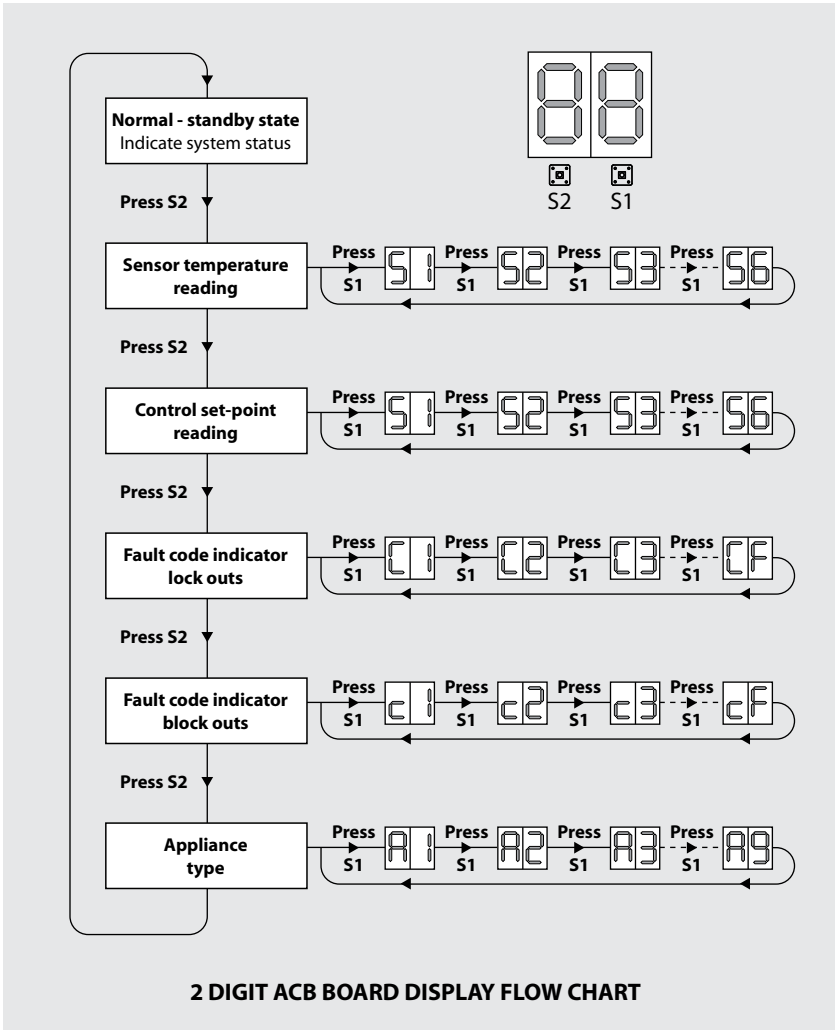 Normal - standby state
Indicate system status
S2 S1
Press S2
Sensor temperature
reading
Press Press Press Press
S1 S1 S1 S1
S1 S2 S3 S6
Press S2
Control set-point
reading
Press Press Press Press
S1 S1 S1 S1
S1 S2 S3 S6
Press S2
Fault code indicator
lock outs
Press Press Press Press
S1 S1 S1 S1
C1 C2 C3 CF
Press S2
Fault code indicator
block outs
Press Press Press Press
S1 S1 S1 S1
c1 c2 c3 cF
Press S2
Appliance
type
Press Press Press Press
S1 S1 S1 S1
A1 A2 A3 A9
2 DIGIT ACB BOARD DISPLAY FLOW CHART